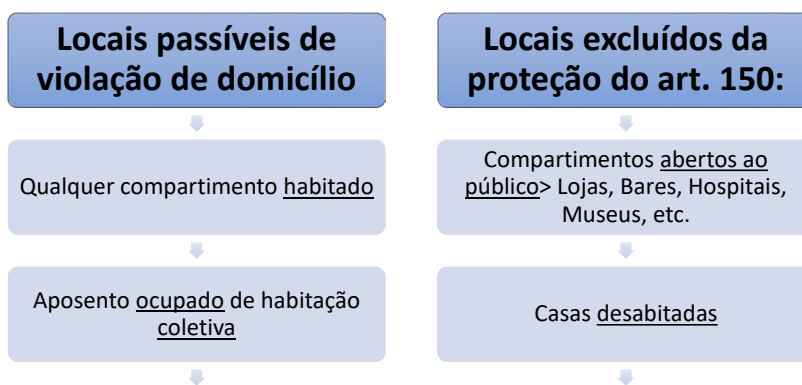 Locais passíveis de
violação de domicílio
Qualquer compartimento habitado
Aposento ocupado de habitação
coletiva
Locais excluídos da
proteção do art. 150:
Compartimentos abertos ao
público> Lojas, Bares, Hospitais,
Museus, etc.
Casas desabitadas